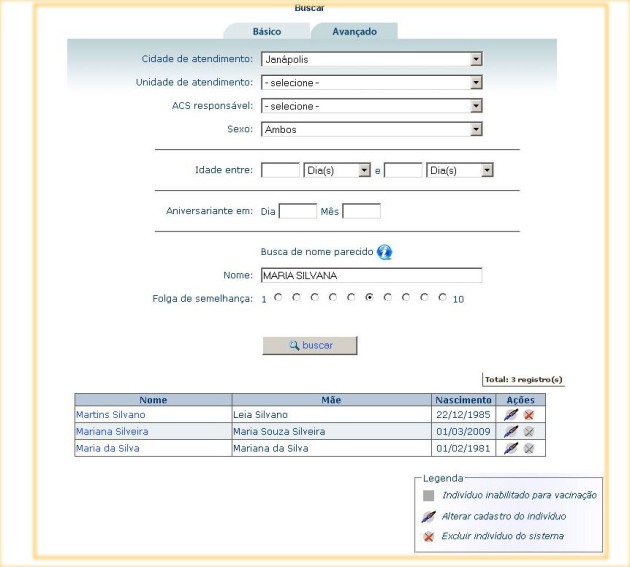 Buscar
Básico Avançado
Cidade de atendimento: Janápolis
Unidade de atendimento: - selecione -
ACS responsável: - selecione -
Sexo: Ambos
Idade entre: Dia(s) e Dia(s)
Aniversariante em: Dia Mês
Busca de nome parecido
Nome: MARIA SILVANA
Folga de semelhança: 1 10
buscar
Total: 3 registro(s)
Nome Mãe Nascimento Ações
Martins Silvano Leia Silvano 22/12/1985
Mariana Silveira Maria Souza Silveira 01/03/2009
Maria da Silva Mariana da Silva 01/02/1981
Legenda
Indivíduo inabilitado para vacinação
Alterar cadastro do indivíduo
Excluir indivíduo do sistema